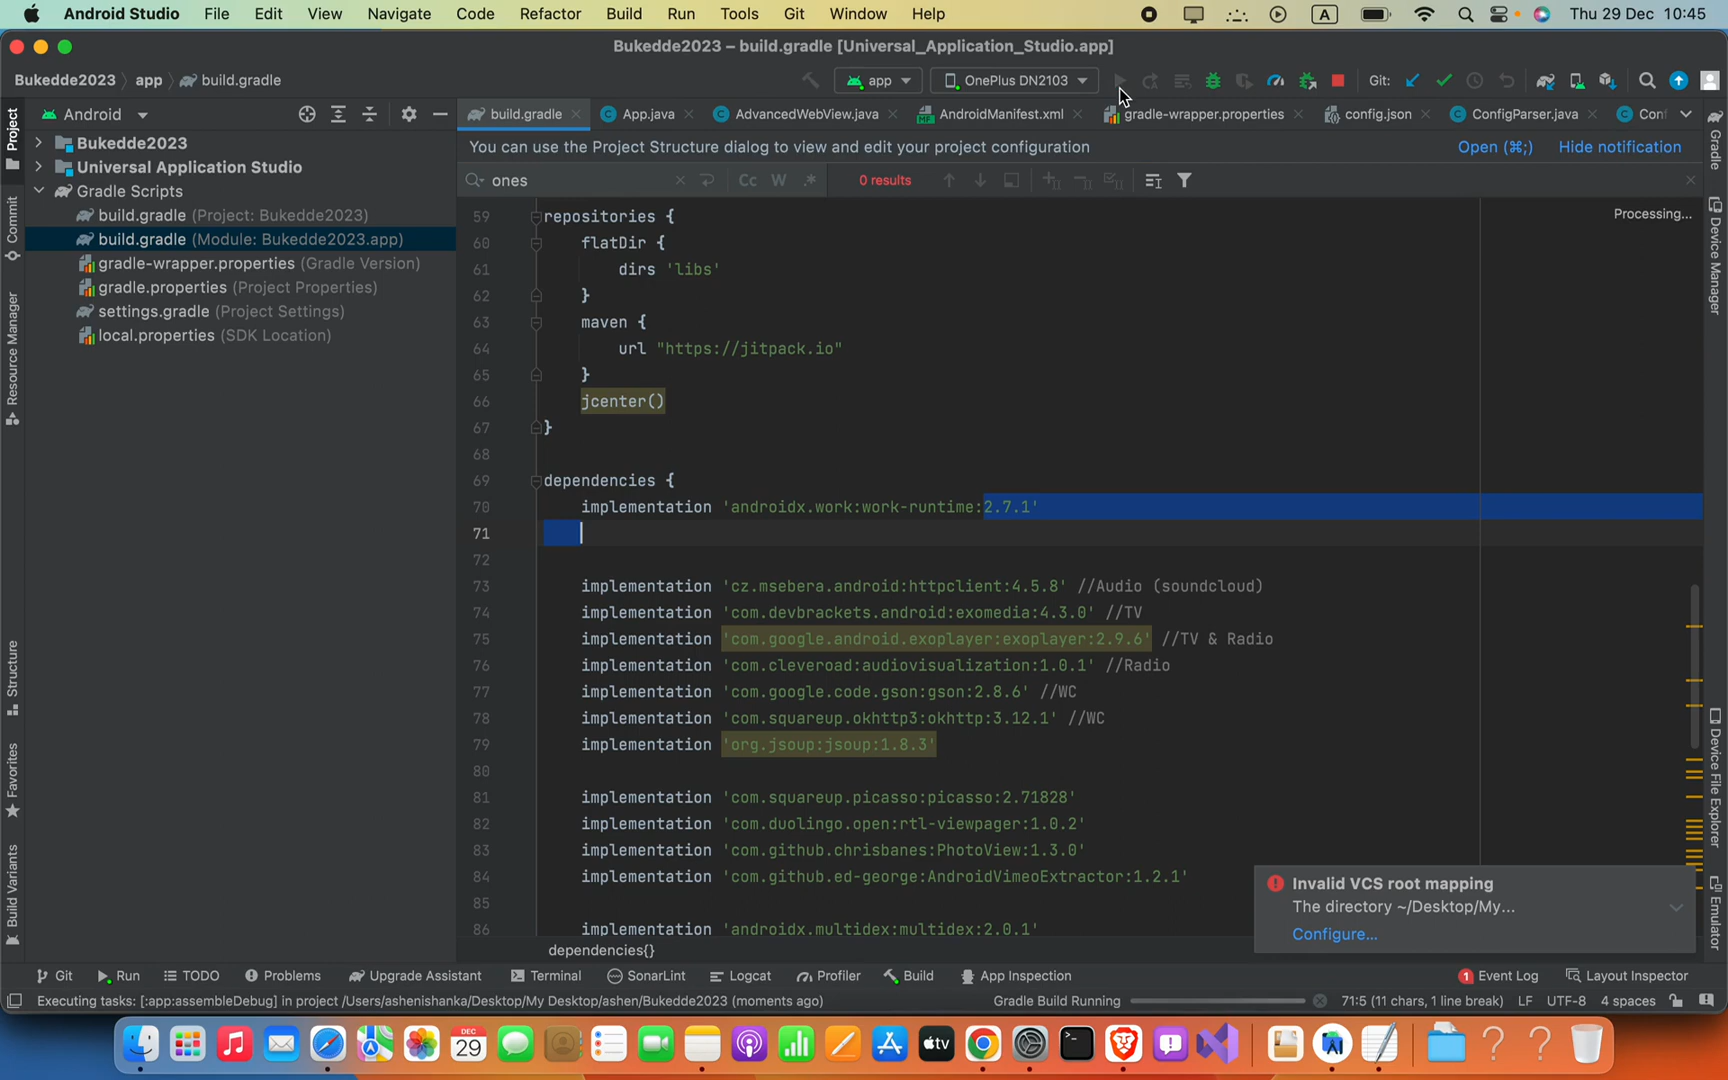 Android Studio File Edit View Navigate Code Refactor Build Run Tools Git Window Help A Thu 29 Dec 10:45
Bukedde2023 – build.gradle [Universal_Application_Studio.app]
Bukedde2023 app build.gradle app OnePlus DN2103 Git:
Android build.gradle App.java AdvancedWebView.java AndroidManifest.xml gradle-wrapper.properties config.json ConfigParser.java Con
You can use the Project Structure dialog to view and edit your project configuration Open (⌘;) Hide notification
ones Cc W .* 0 results
Processing...
Project
Commit
Resource Manager
Structure
Favorites
Build Variants
Bukedde2023
Universal Application Studio
Gradle Scripts
build.gradle (Project: Bukedde2023)
build.gradle (Module: Bukedde2023.app)
gradle-wrapper.properties (Gradle Version)
gradle.properties (Project Properties)
settings.gradle (Project Settings)
local.properties (SDK Location)
59 repositories {
60 flatDir {
61 dirs 'libs'
62 }
63 maven {
64 url "https://jitpack.io"
65 }
66 jcenter()
67 }
68
69 dependencies {
70 implementation 'androidx.work:work-runtime:2.7.1'
71
72
73 implementation 'cz.msebera.android:httpclient:4.5.8' //Audio (soundcloud)
74 implementation 'com.devbrackets.android:exomedia:4.3.0' //TV
75 implementation 'com.google.android.exoplayer:exoplayer:2.9.6' //TV & Radio
76 implementation 'com.cleveroad:audiovisualization:1.0.1' //Radio
77 implementation 'com.google.code.gson:gson:2.8.6' //WC
78 implementation 'com.squareup.okhttp3:okhttp:3.12.1' //WC
79 implementation 'org.jsoup:jsoup:1.8.3'
80
81 implementation 'com.squareup.picasso:picasso:2.71828'
82 implementation 'com.duolingo.open:rtl-viewpager:1.0.2'
83 implementation 'com.github.chrisbanes:PhotoView:1.3.0'
84 implementation 'com.github.ed-george:AndroidVimeoExtractor:1.2.1'
85
86 implementation 'androidx.multidex:multidex:2.0.1'
dependencies{}
Gradle
Device Manager
Device File Explorer
Emulator
Invalid VCS root mapping
The directory ~/Desktop/My...
Configure...
Git Run TODO Problems Upgrade Assistant Terminal SonarLint Logcat Profiler Build App Inspection 1 Event Log Layout Inspector
Executing tasks: [:app:assembleDebug] in project /Users/ashenishanka/Desktop/My Desktop/ashen/Bukedde2023 (moments ago) Gradle Build Running 71:5 (11 chars, 1 line break) LF UTF-8 4 spaces
DEC
29
tv